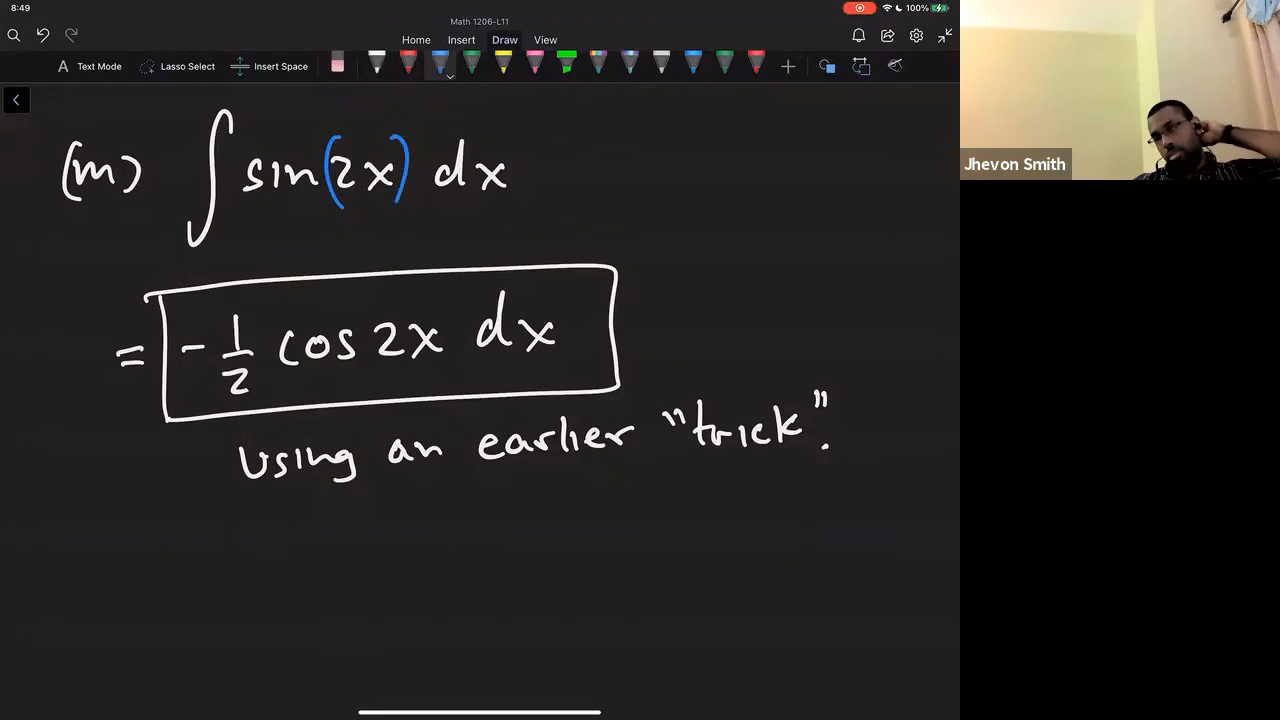 8:49
100%
Math 1206-L11
Home Insert Draw View
Text Mode Lasso Select Insert Space
(m) ∫ sin(2x) dx
= -1/2 cos 2x dx
Using an earlier "trick".
Jhevon Smith